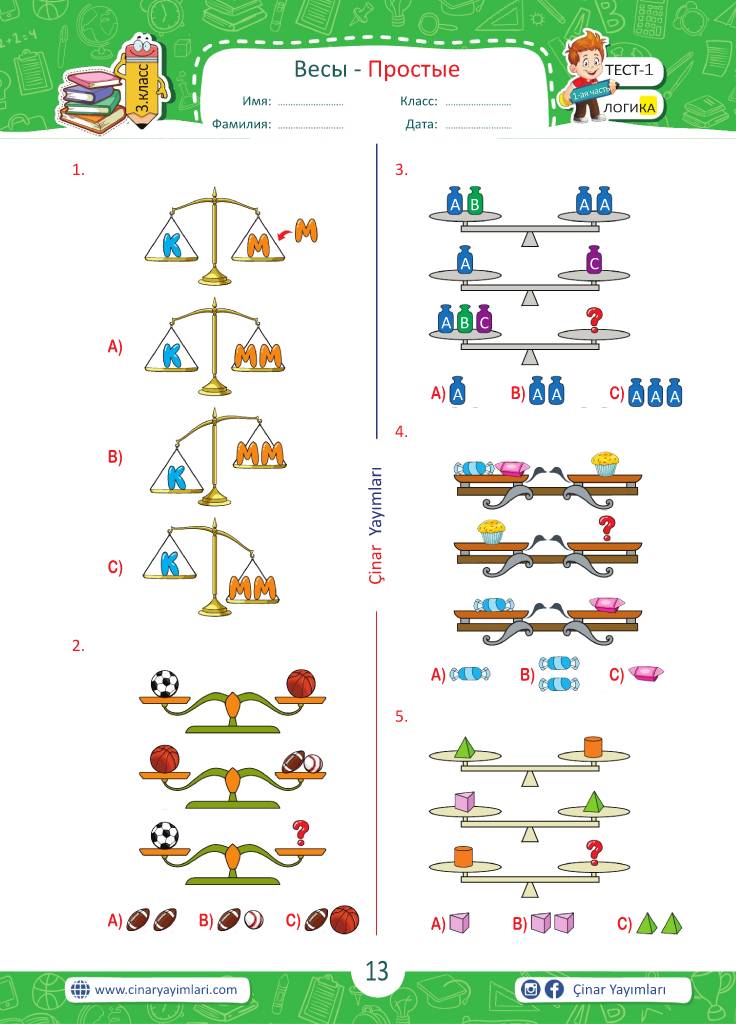 3.класс
Весы - Простые
Имя: ........................
Класс: ........................
Фамилия: ........................
Дата: ........................
ТЕСТ-1
1-ая часть
ЛОГИКА
1.
K M M
A) K MM
B) K MM
C) K MM
2.
?
A) B) C)
Çinar Yayımları
3.
A B A A
A C
A B C ?
A) A B) A A C) A A A
4.
?
A) B) C)
5.
?
A) B) C)
www.cinaryayimlari.com
13
Çinar Yayımları